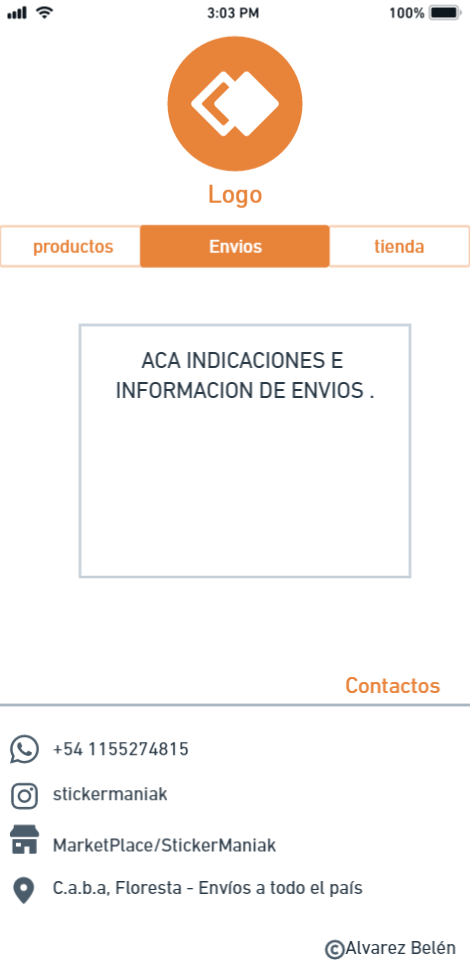 3:03 PM 100%
Logo
productos Envios tienda
ACA INDICACIONES E
INFORMACION DE ENVIOS .
Contactos
+54 1155274815
stickermaniak
MarketPlace/StickerManiak
C.a.b.a, Floresta - Envíos a todo el país
©Alvarez Belén